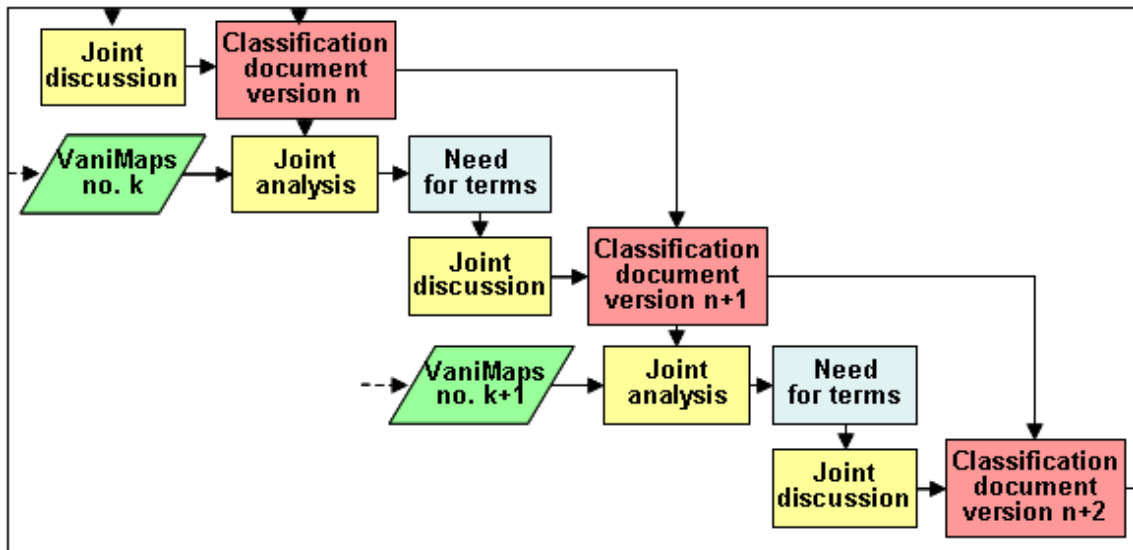 Joint
discussion
Classification
document
version n
VaniMaps
no. k
Joint
analysis
Need
for terms
Joint
discussion
Classification
document
version n+1
VaniMaps
no. k+1
Joint
analysis
Need
for terms
Joint
discussion
Classification
document
version n+2